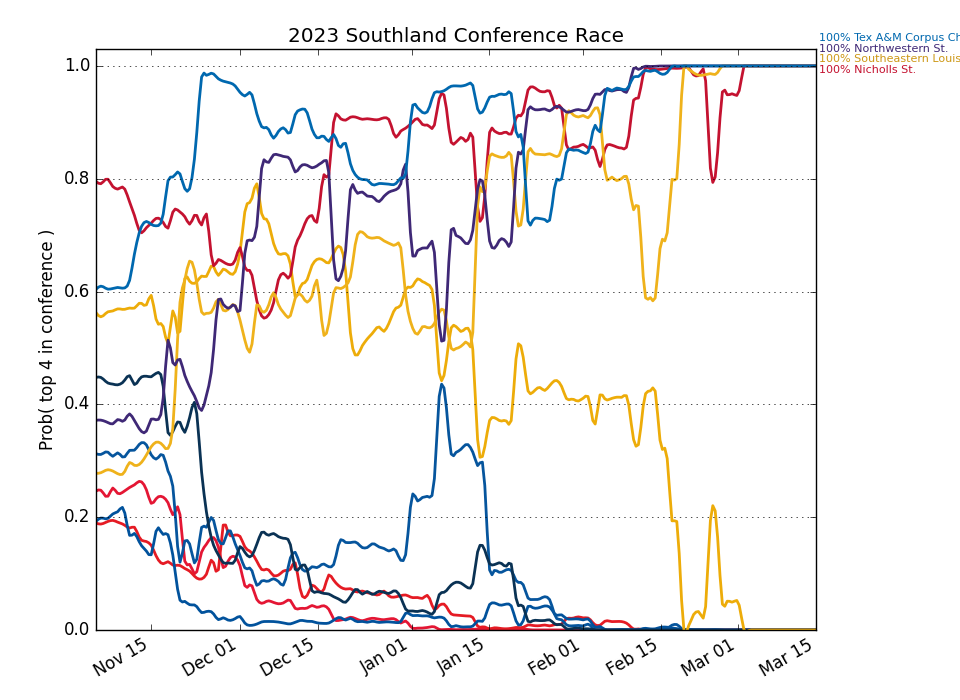 2023 Southland Conference Race
100% Tex A&M Corpus Ch
100% Northwestern St.
100% Southeastern Louis
100% Nicholls St.
Prob( top 4 in conference )
1.0
0.8
0.6
0.4
0.2
0.0
Nov 15
Dec 01
Dec 15
Jan 01
Jan 15
Feb 01
Feb 15
Mar 01
Mar 15